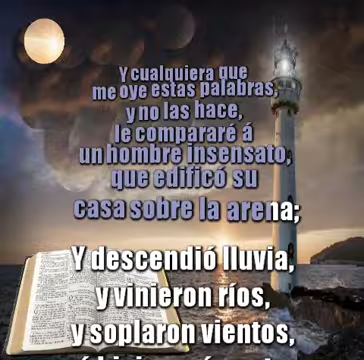 Y cualquiera que
me oye estas palabras,
y no las hace,
le compararé á
un hombre insensato,
que edificó su
casa sobre la arena;
Y descendió lluvia,
y vinieron ríos,
y soplaron vientos,